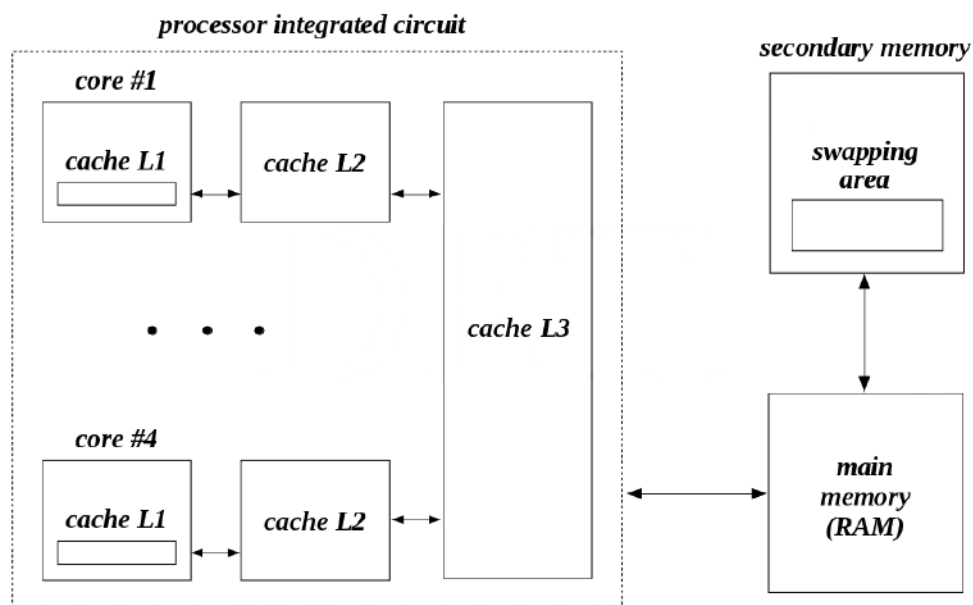 processor integrated circuit
secondary memory
core #1
cache L1
cache L2
swapping
area
cache L3
core #4
cache L1
cache L2
main
memory
(RAM)